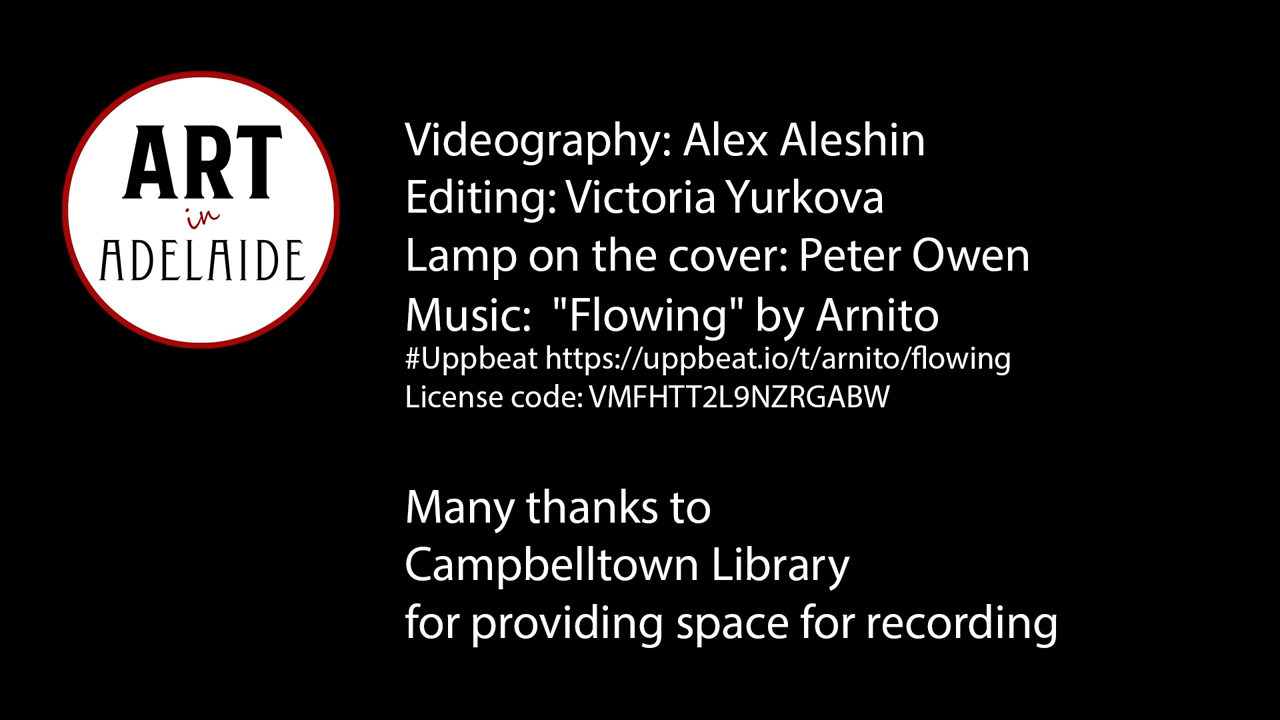 ART
in
ADELAIDE
Videography: Alex Aleshin
Editing: Victoria Yurkova
Lamp on the cover: Peter Owen
Music:  "Flowing" by Arnito
#Uppbeat https://uppbeat.io/t/arnito/flowing
License code: VMFHTT2L9NZRGABW
Many thanks to
Campbelltown Library
for providing space for recording